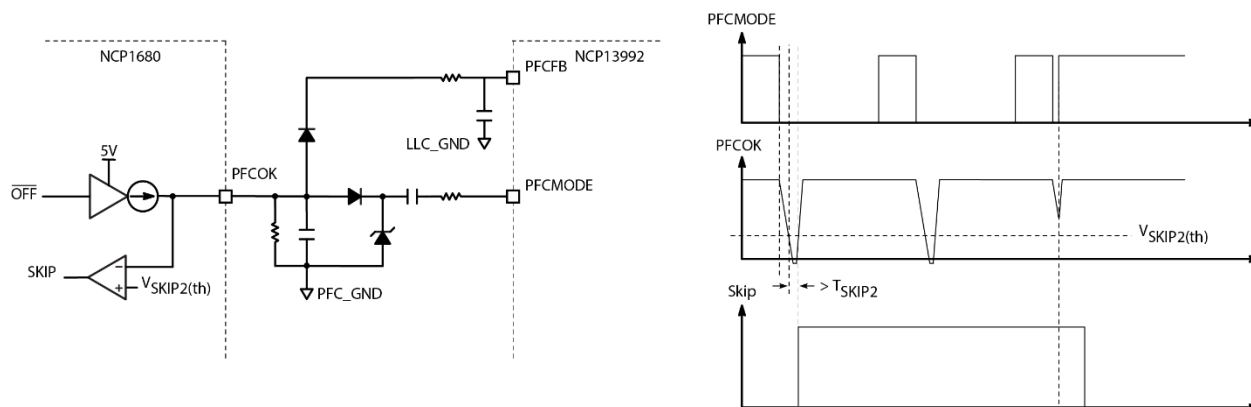 NCP1680
NCP13992
PFCFB
LLC_GND
5V
OFF
PFCOK
PFCMODE
SKIP
−
+
VSKIP2(th)
PFC_GND
PFCMODE
PFCOK
VSKIP2(th)
> TSKIP2
Skip